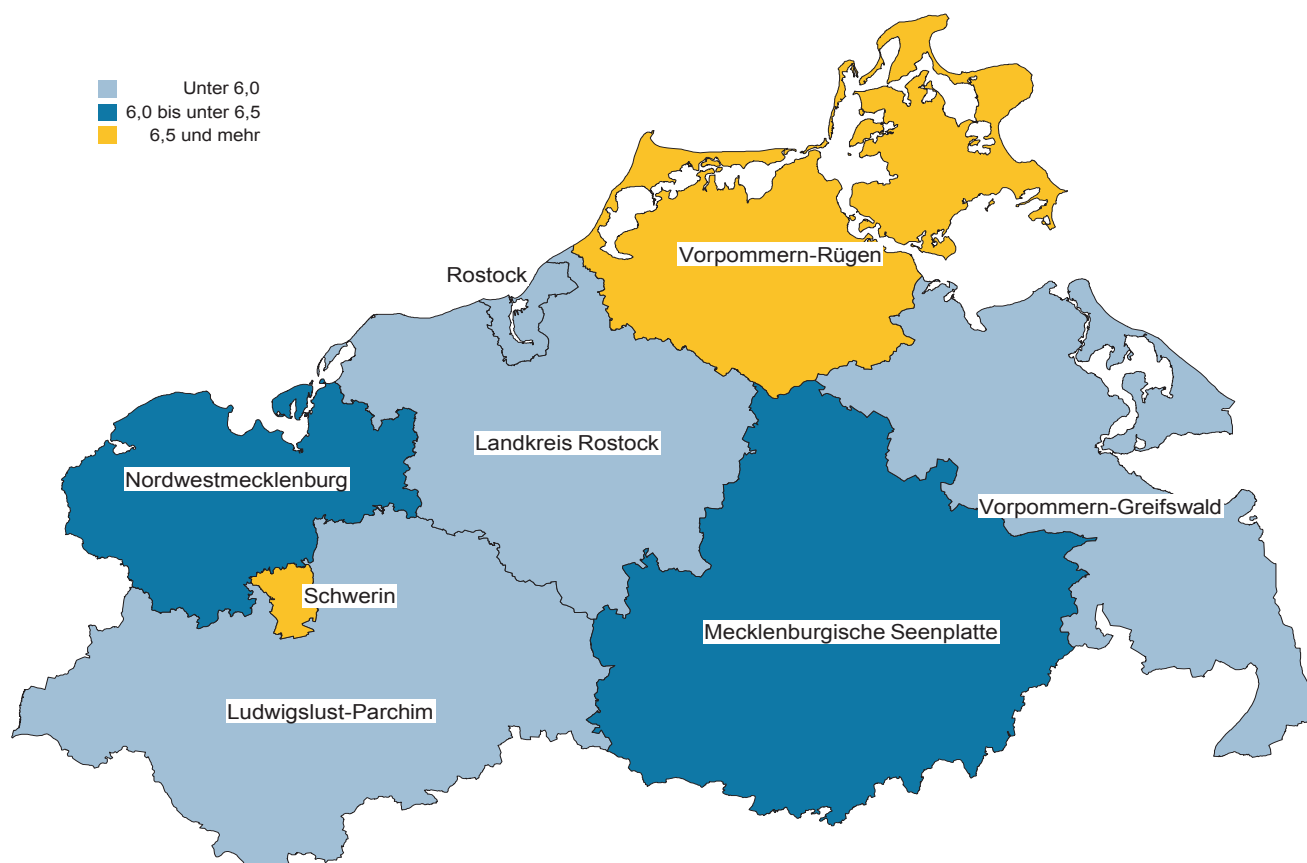 Unter 6,0
6,0 bis unter 6,5
6,5 und mehr
Vorpommern-Rügen
Rostock
Landkreis Rostock
Nordwestmecklenburg
Vorpommern-Greifswald
Schwerin
Mecklenburgische Seenplatte
Ludwigslust-Parchim